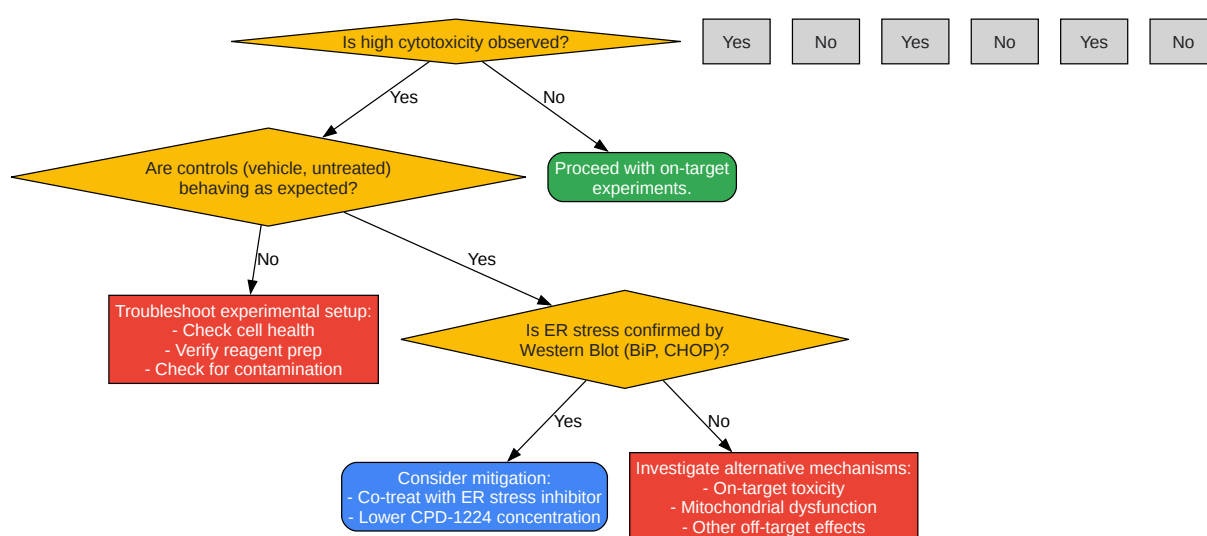 Is high cytotoxicity observed?
Yes
No
Yes
No
Yes
No
Yes
No
Are controls (vehicle, untreated)
behaving as expected?
Proceed with on-target
experiments.
No
Yes
Troubleshoot experimental setup:
- Check cell health
- Verify reagent prep
- Check for contamination
Is ER stress confirmed by
Western Blot (BiP, CHOP)?
Yes
No
Consider mitigation:
- Co-treat with ER stress inhibitor
- Lower CPD-1224 concentration
Investigate alternative mechanisms:
- On-target toxicity
- Mitochondrial dysfunction
- Other off-target effects